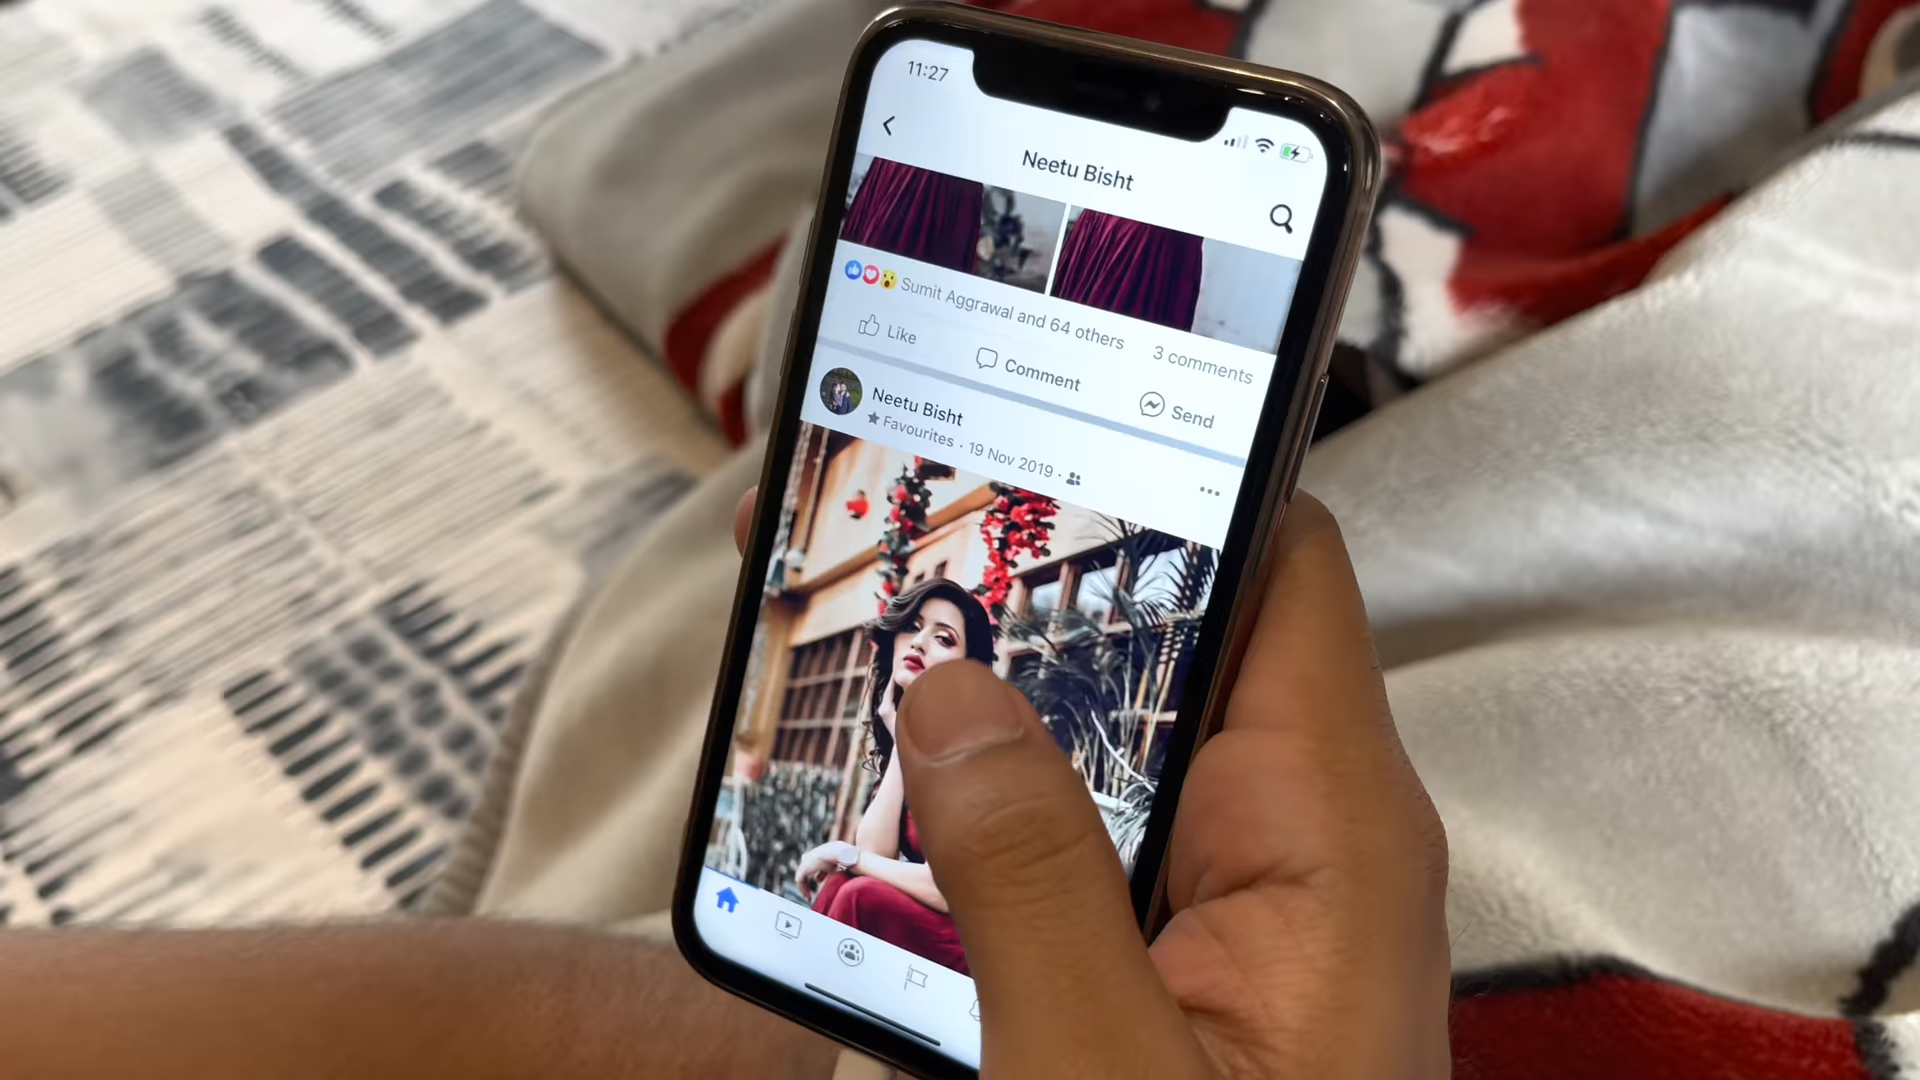 11:27
Neetu Bisht
Sumit Aggrawal and 64 others
3 comments
Like
Comment
Send
Neetu Bisht
Favourites · 19 Nov 2019 ·